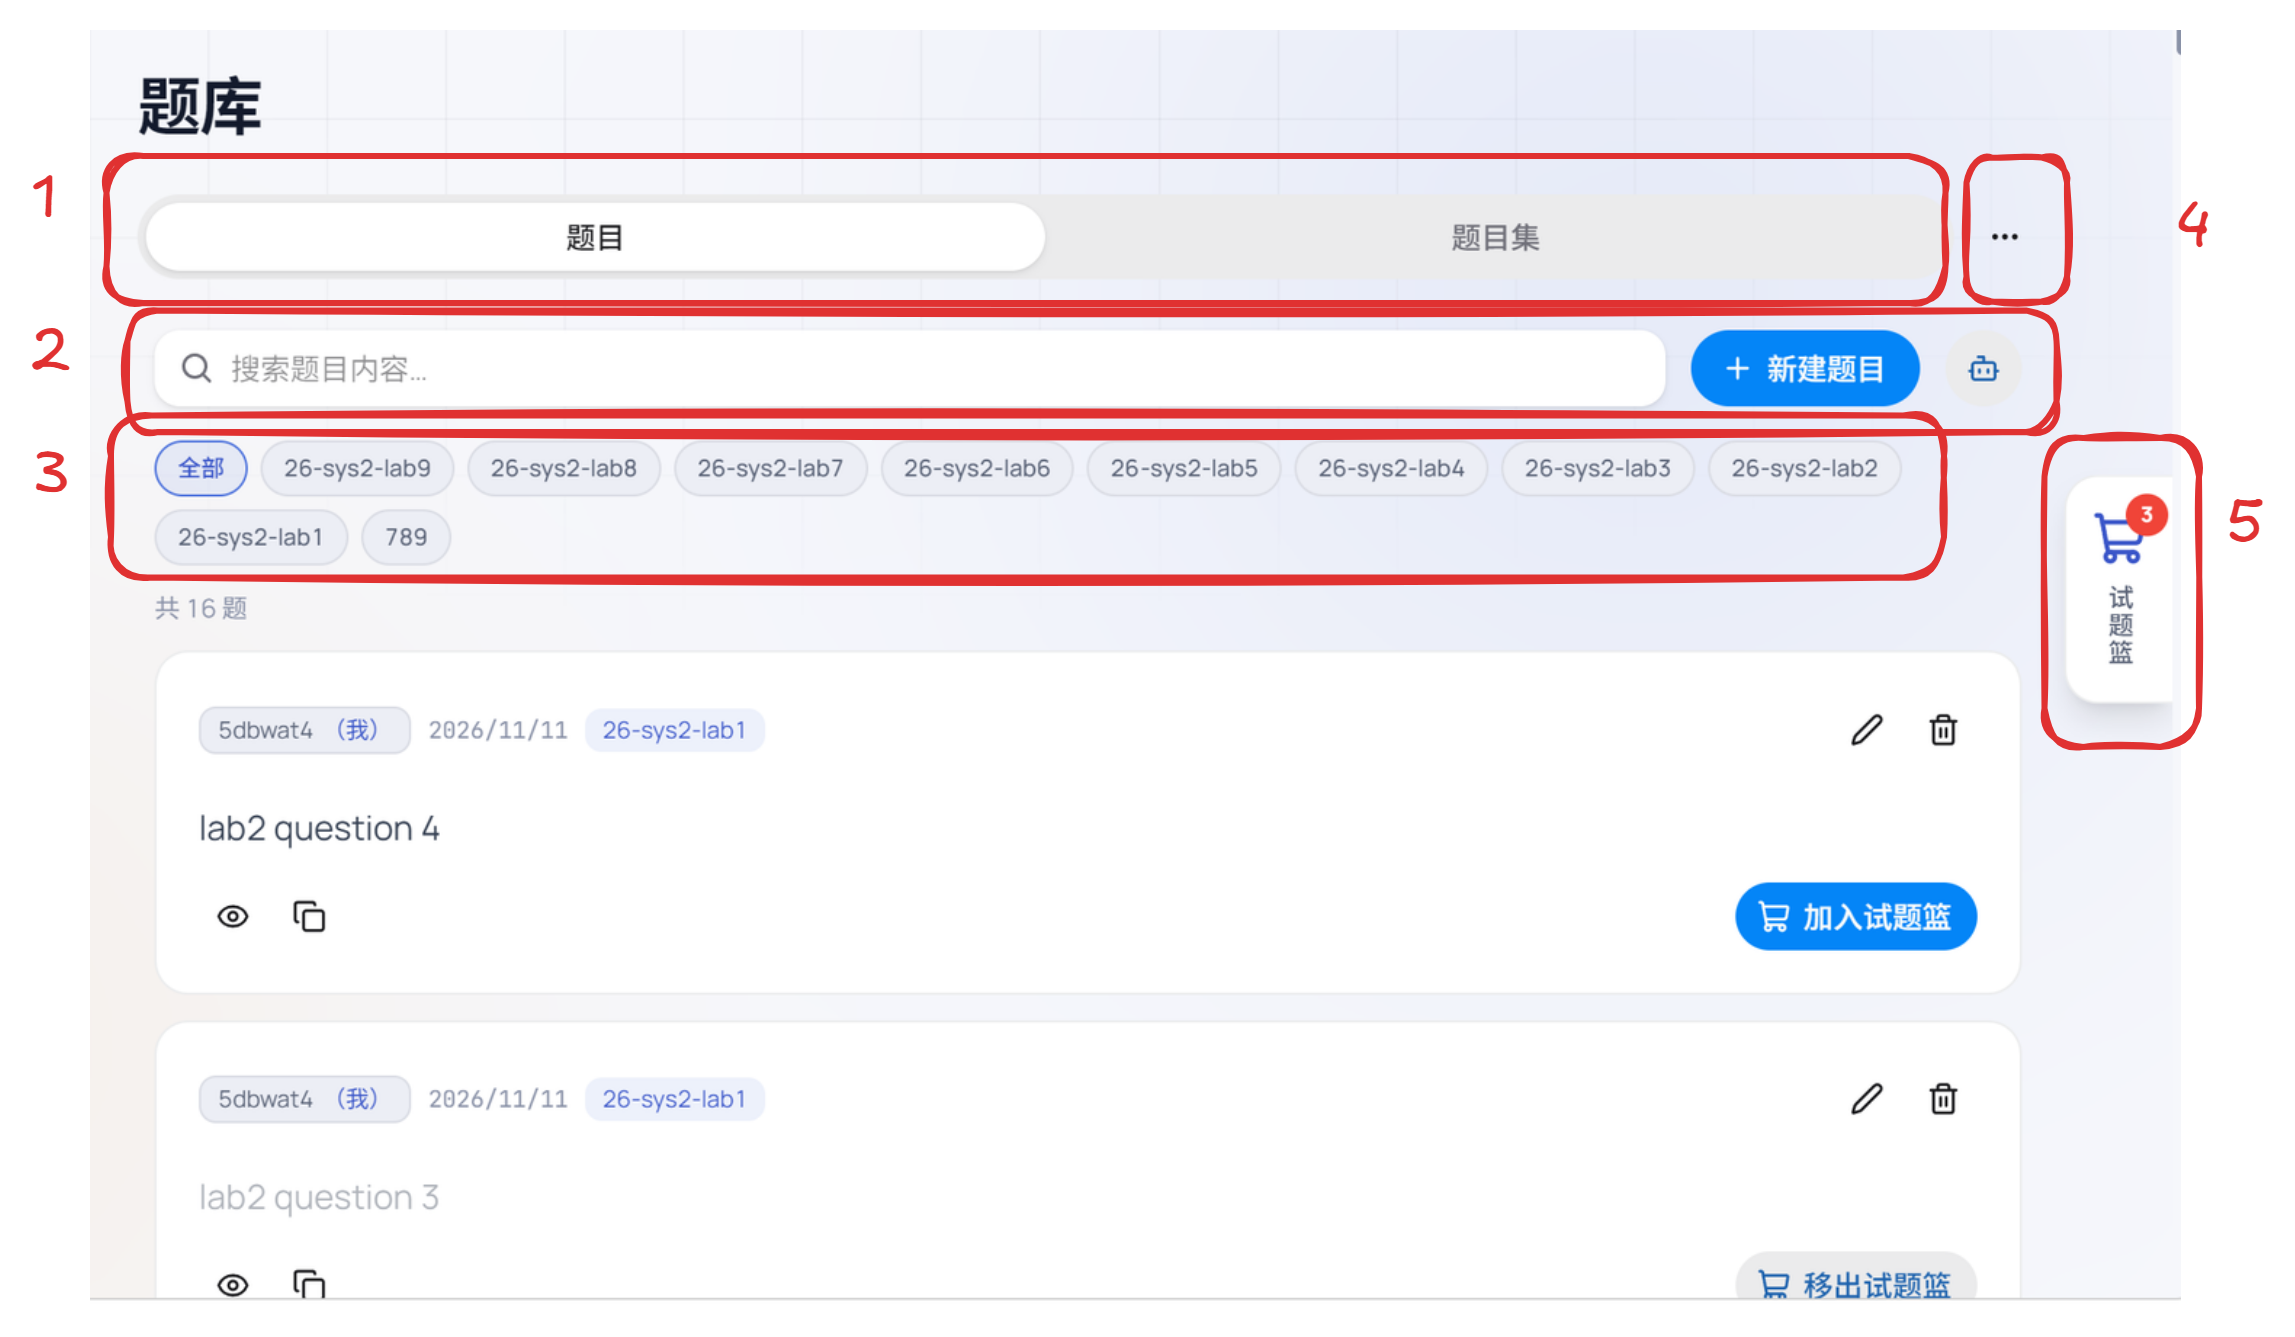 题库
1
题目 题目集
4
2
搜索题目内容...
新建题目
3
全部 26-sys2-lab9 26-sys2-lab8 26-sys2-lab7 26-sys2-lab6 26-sys2-lab5 26-sys2-lab4 26-sys2-lab3 26-sys2-lab2
26-sys2-lab1 789
3
试题篮
5
共 16 题
5dbwat4 （我） 2026/11/11 26-sys2-lab1
lab2 question 4
加入试题篮
5dbwat4 （我） 2026/11/11 26-sys2-lab1
lab2 question 3
移出试题篮